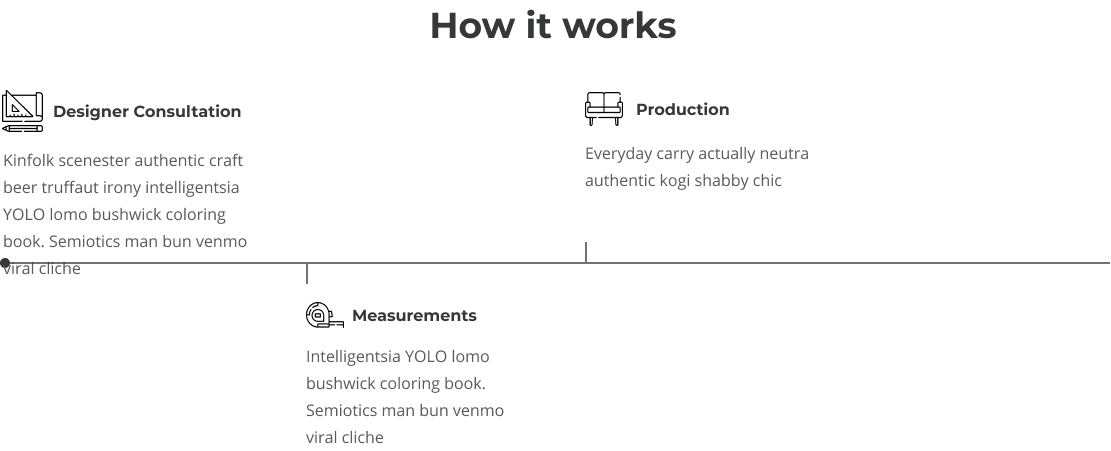 How it works
Designer Consultation
Kinfolk scenester authentic craft
beer truffaut irony intelligentsia
YOLO lomo bushwick coloring
book. Semiotics man bun venmo
viral cliche
Measurements
Intelligentsia YOLO lomo
bushwick coloring book.
Semiotics man bun venmo
viral cliche
Production
Everyday carry actually neutra
authentic kogi shabby chic